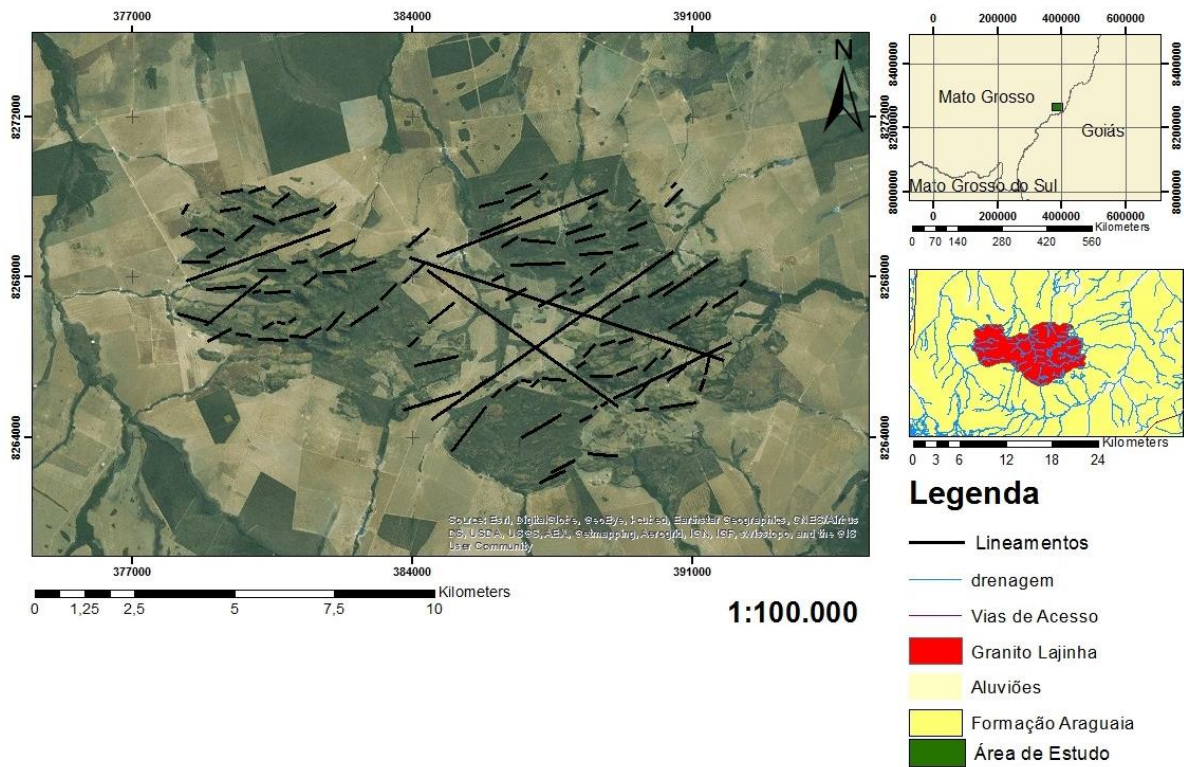 377000 384000 391000
8272000 8272000
8268000 8268000
8264000 8264000
N
Source: Esri, DigitalGlobe, GeoEye, i-cubed, Earthstar Geographics, CNES/Airbus
DS, USDA, USGS, AEX, Getmapping, Aerogrid, IGN, IGP, swisstopo, and the GIS
User Community
377000 384000 391000
Kilometers
0 1,25 2,5 5 7,5 10
1:100.000
0 200000 400000 600000
8400000 8400000
8200000 8200000
8000000 8000000
Mato Grosso
Goiás
Mato Grosso do Sul
0 200000 400000 600000
Kilometers
0 70 140 280 420 560
Kilometers
0 3 6 12 18 24
Legenda
Lineamentos
drenagem
Vias de Acesso
Granito Lajinha
Aluviões
Formação Araguaia
Área de Estudo